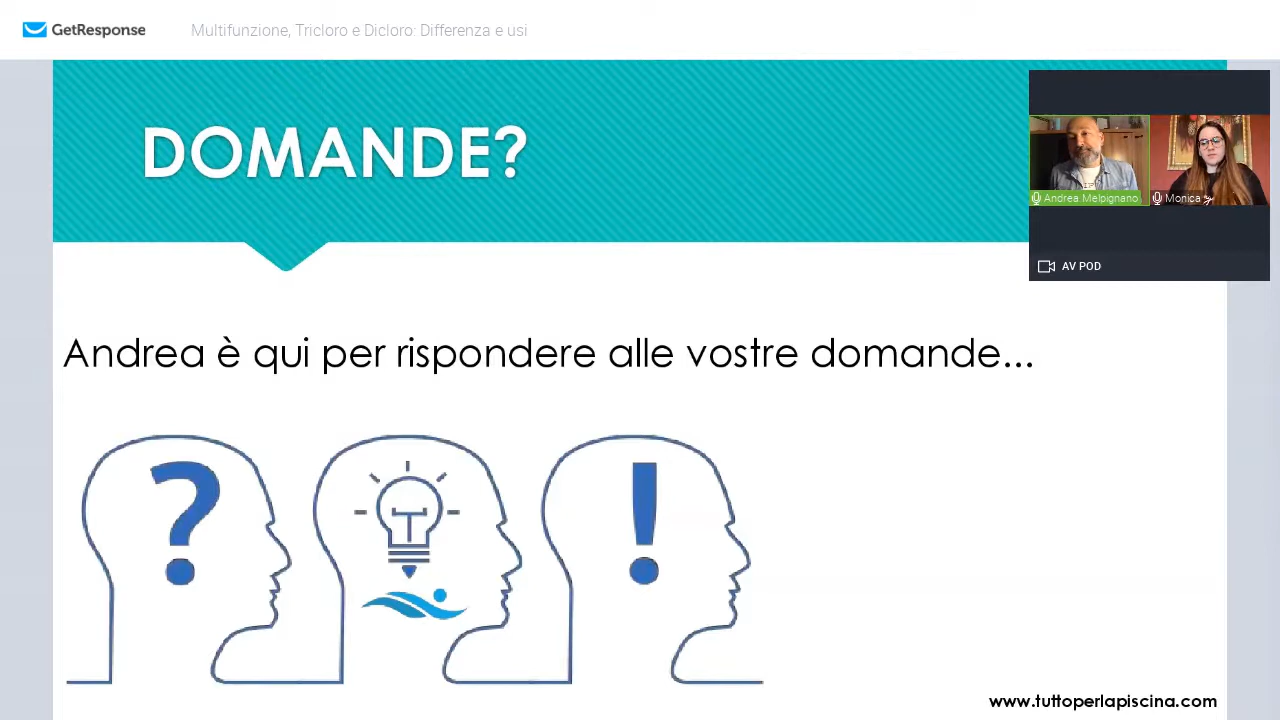 GetResponse
Multifunzione, Tricloro e Dicloro: Differenza e usi
DOMANDE?
Andrea Melpignano
Monica
AV POD
Andrea è qui per rispondere alle vostre domande...
?
!
www.tuttoperlapiscina.com